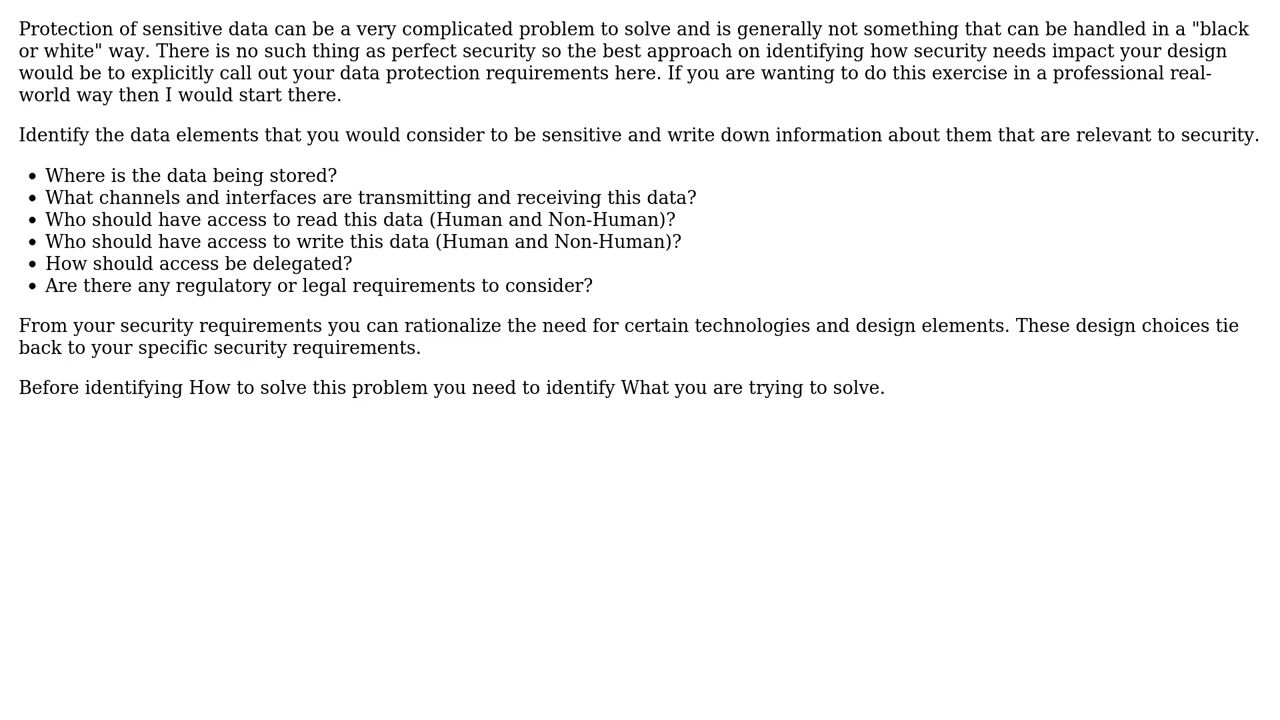 Protection of sensitive data can be a very complicated problem to solve and is generally not something that can be handled in a "black
or white" way. There is no such thing as perfect security so the best approach on identifying how security needs impact your design
would be to explicitly call out your data protection requirements here. If you are wanting to do this exercise in a professional real-
world way then I would start there.
Identify the data elements that you would consider to be sensitive and write down information about them that are relevant to security.
• Where is the data being stored?
• What channels and interfaces are transmitting and receiving this data?
• Who should have access to read this data (Human and Non-Human)?
• Who should have access to write this data (Human and Non-Human)?
• How should access be delegated?
• Are there any regulatory or legal requirements to consider?
From your security requirements you can rationalize the need for certain technologies and design elements. These design choices tie
back to your specific security requirements.
Before identifying How to solve this problem you need to identify What you are trying to solve.